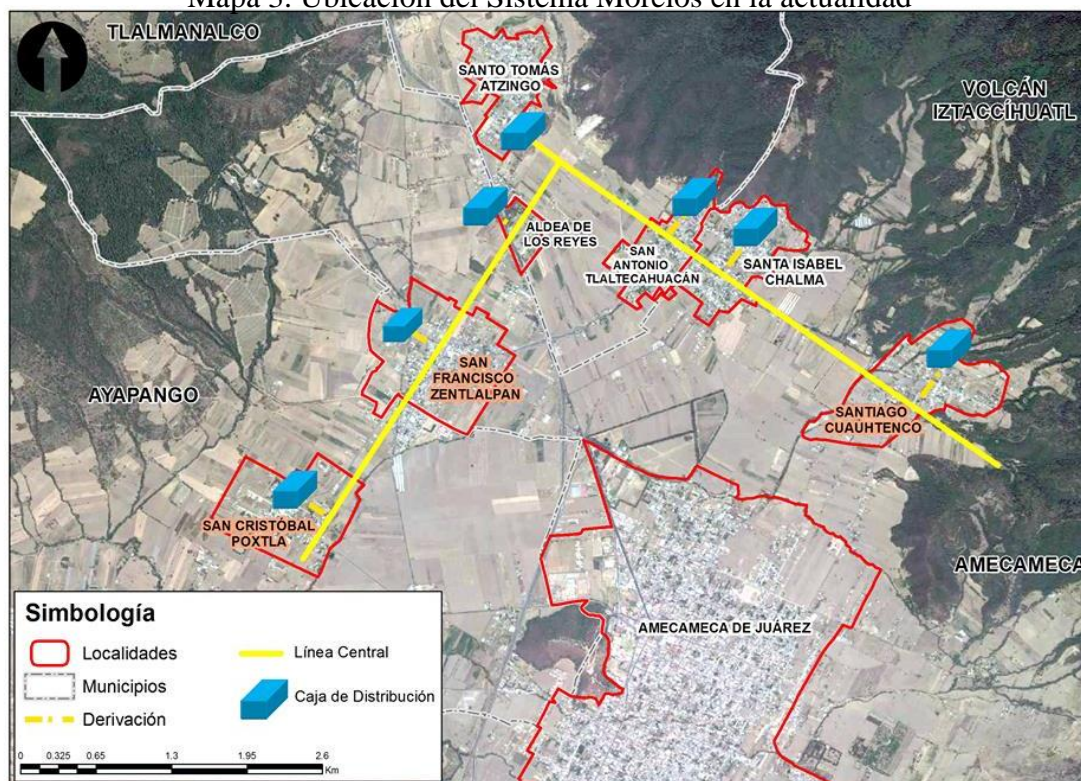 Mapa 3. Ubicación del Sistema Morelos en la actualidad
TLALMANALCO
SANTO TOMÁS
ATZINGO
VOLCÁN
IZTACCÍHUATL
ALDEA DE
LOS REYES
SAN
ANTONIO
TLALTECAHUACÁN
SANTA ISABEL
CHALMA
AYAPANGO
SAN
FRANCISCO
ZENTLALPAN
SANTIAGO
CUAUHTENCO
SAN CRISTÓBAL
POXTLA
AMECAMECA
AMECAMECA DE JUÁREZ
Simbología
Localidades
Línea Central
Municipios
Caja de Distribución
Derivación
0 0.325 0.65 1.3 1.95 2.6
Km